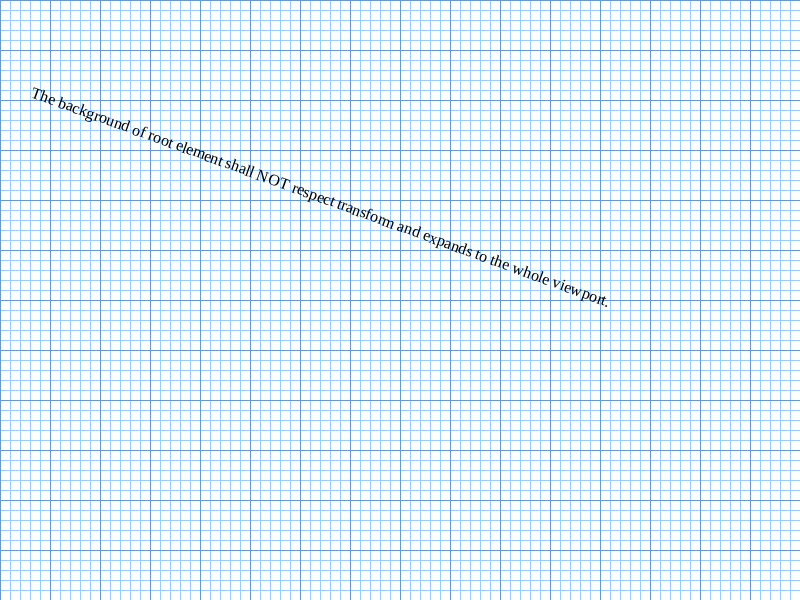 The background of root element shall NOT respect transform and expands to the whole viewport.